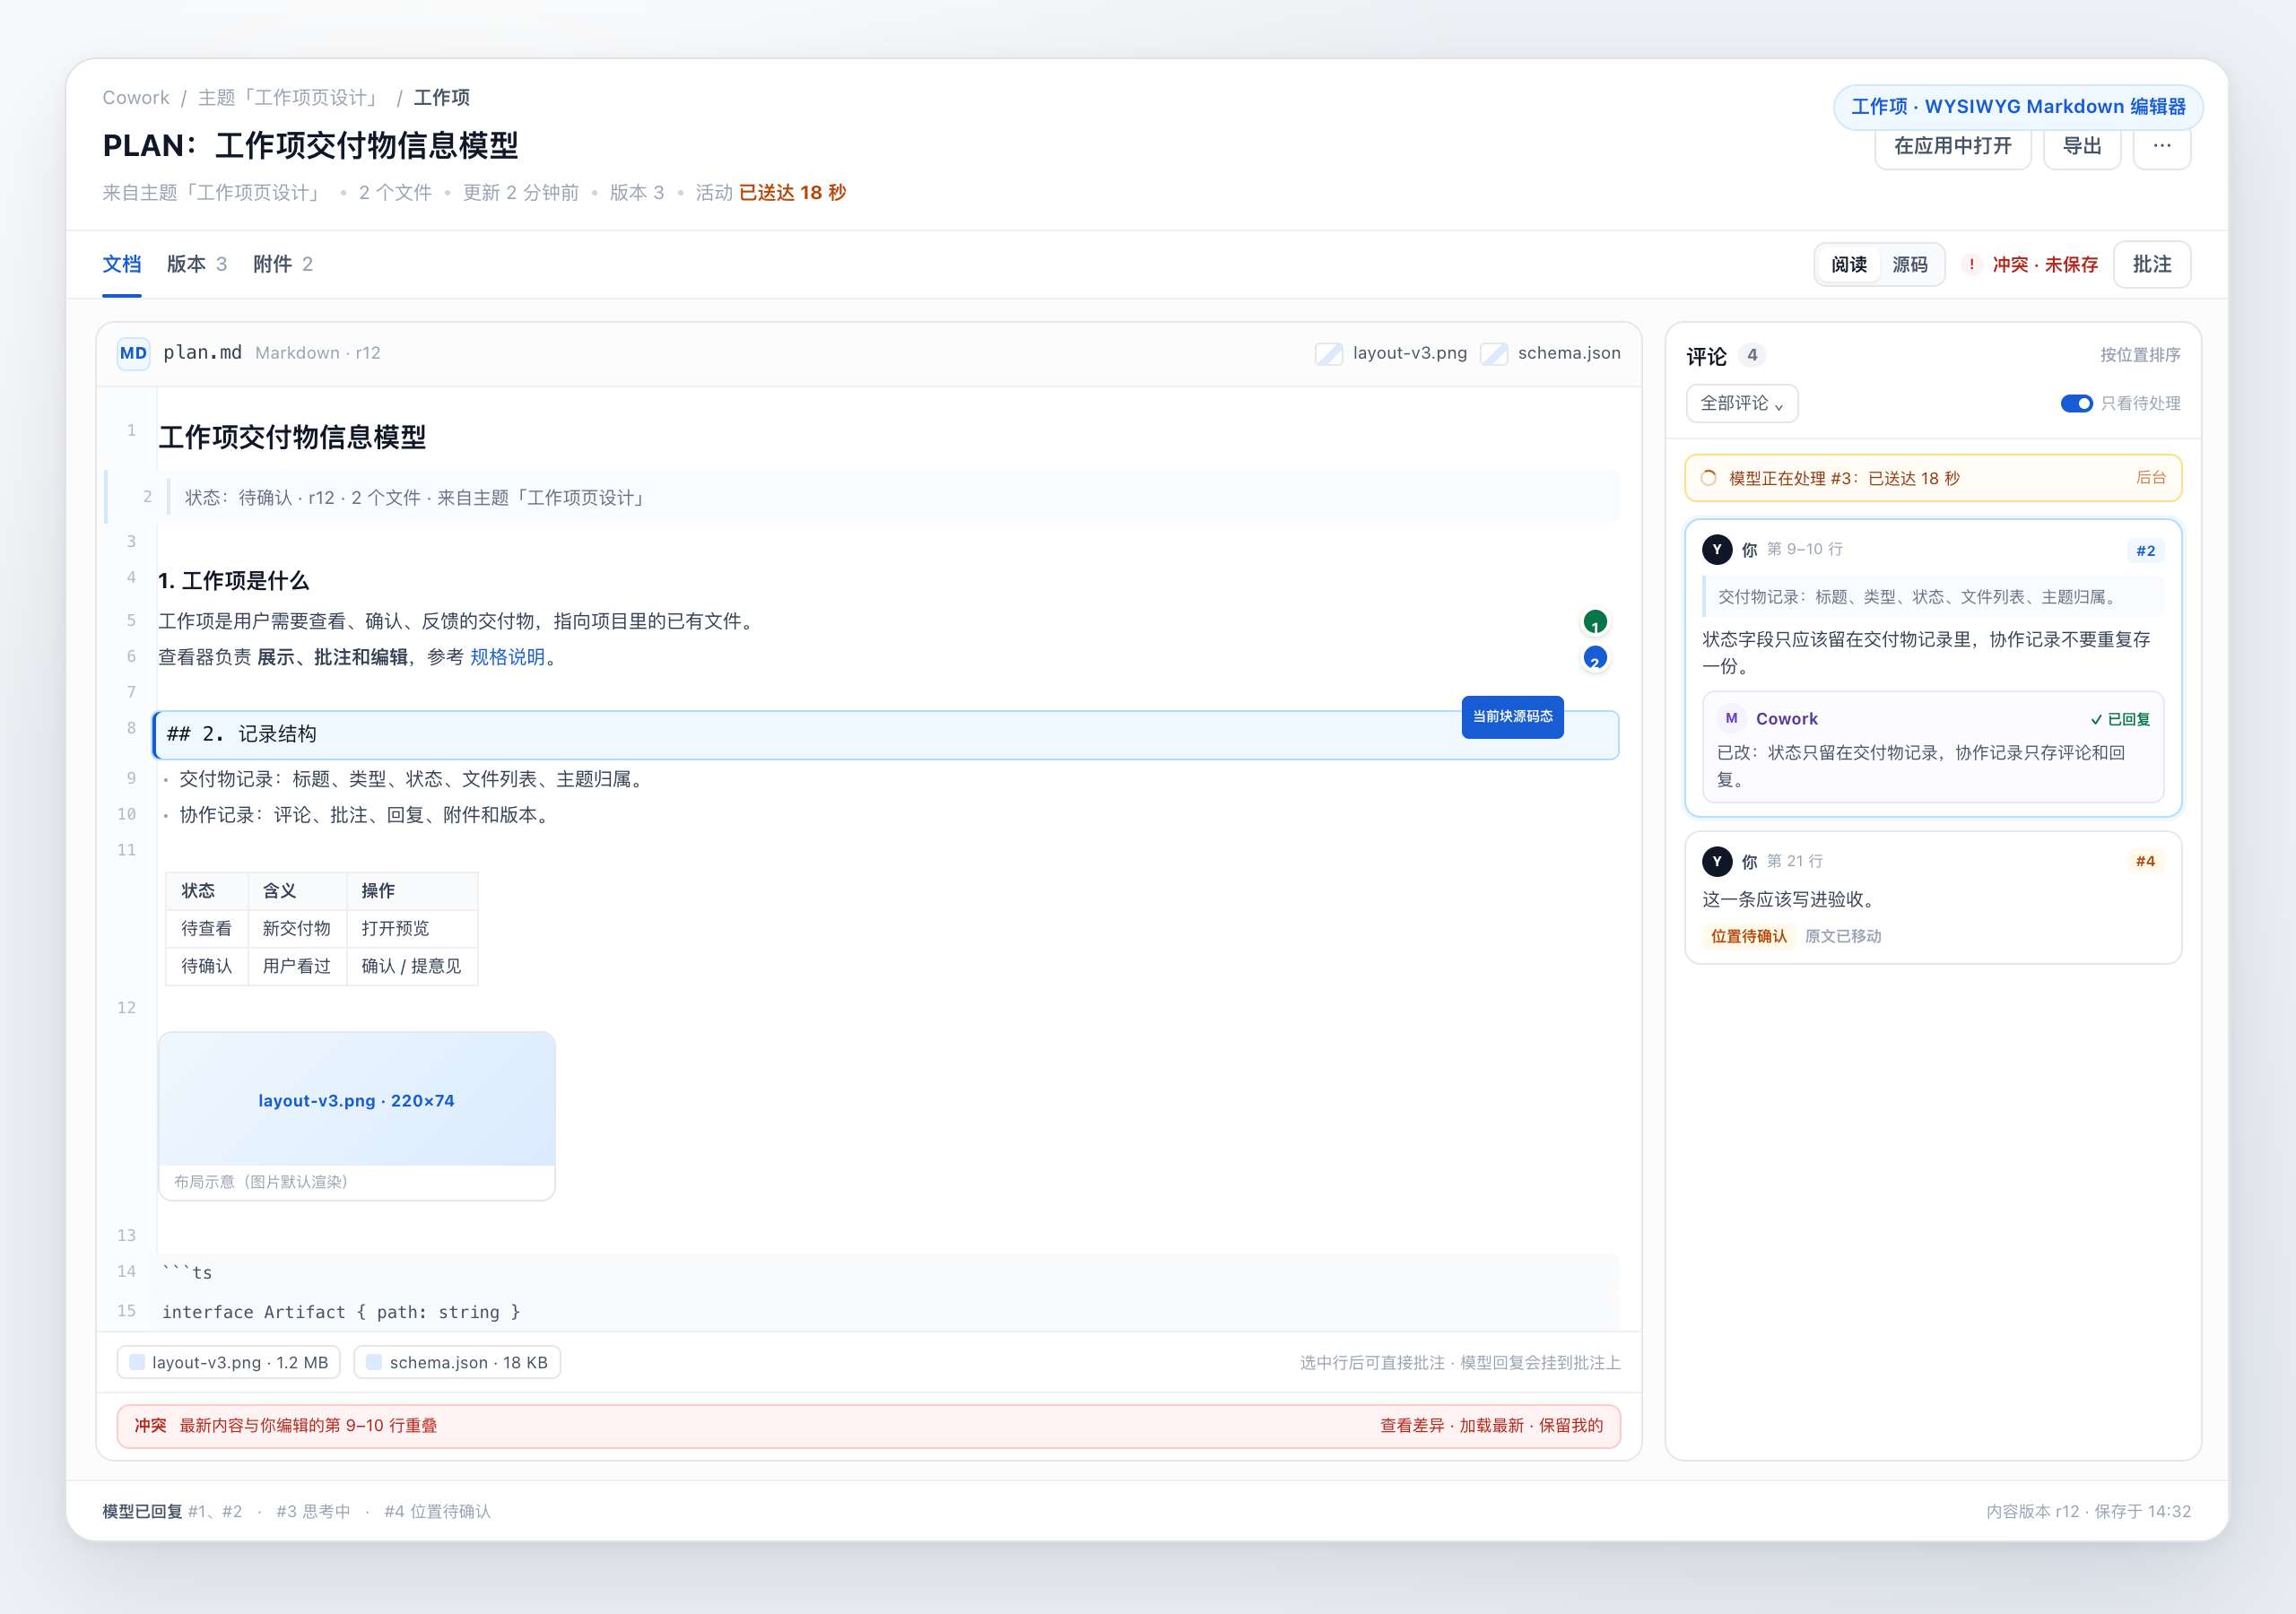 Cowork / 主题「工作项页设计」 / 工作项
工作项 · WYSIWYG Markdown 编辑器
PLAN：工作项交付物信息模型
在应用中打开 导出 ···
来自主题「工作项页设计」 • 2 个文件 • 更新 2 分钟前 • 版本 3 • 活动 已送达 18 秒
文档 版本 3 附件 2
阅读 源码 ! 冲突 · 未保存 批注
MD plan.md Markdown · r12
layout-v3.png schema.json
1 工作项交付物信息模型
2 状态：待确认 · r12 · 2 个文件 · 来自主题「工作项页设计」
3
4 1. 工作项是什么
5 工作项是用户需要查看、确认、反馈的交付物，指向项目里的已有文件。 1
6 查看器负责 展示、批注和编辑，参考 规格说明。 2
7
当前块源码态
8 ## 2. 记录结构
9 • 交付物记录：标题、类型、状态、文件列表、主题归属。
10 • 协作记录：评论、批注、回复、附件和版本。
11
状态 含义 操作
待查看 新交付物 打开预览
待确认 用户看过 确认 / 提意见
12
layout-v3.png · 220×74
布局示意（图片默认渲染）
13
14 ```ts
15 interface Artifact { path: string }
layout-v3.png · 1.2 MB schema.json · 18 KB
选中行后可直接批注 · 模型回复会挂到批注上
冲突 最新内容与你编辑的第 9–10 行重叠
查看差异 · 加载最新 · 保留我的
评论 4 按位置排序
全部评论 只看待处理
模型正在处理 #3：已送达 18 秒 后台
Y 你 第 9–10 行 #2
交付物记录：标题、类型、状态、文件列表、主题归属。
状态字段只应该留在交付物记录里，协作记录不要重复存
一份。
M Cowork ✓ 已回复
已改：状态只留在交付物记录，协作记录只存评论和回
复。
Y 你 第 21 行 #4
这一条应该写进验收。
位置待确认 原文已移动
模型已回复 #1、#2 · #3 思考中 · #4 位置待确认
内容版本 r12 · 保存于 14:32